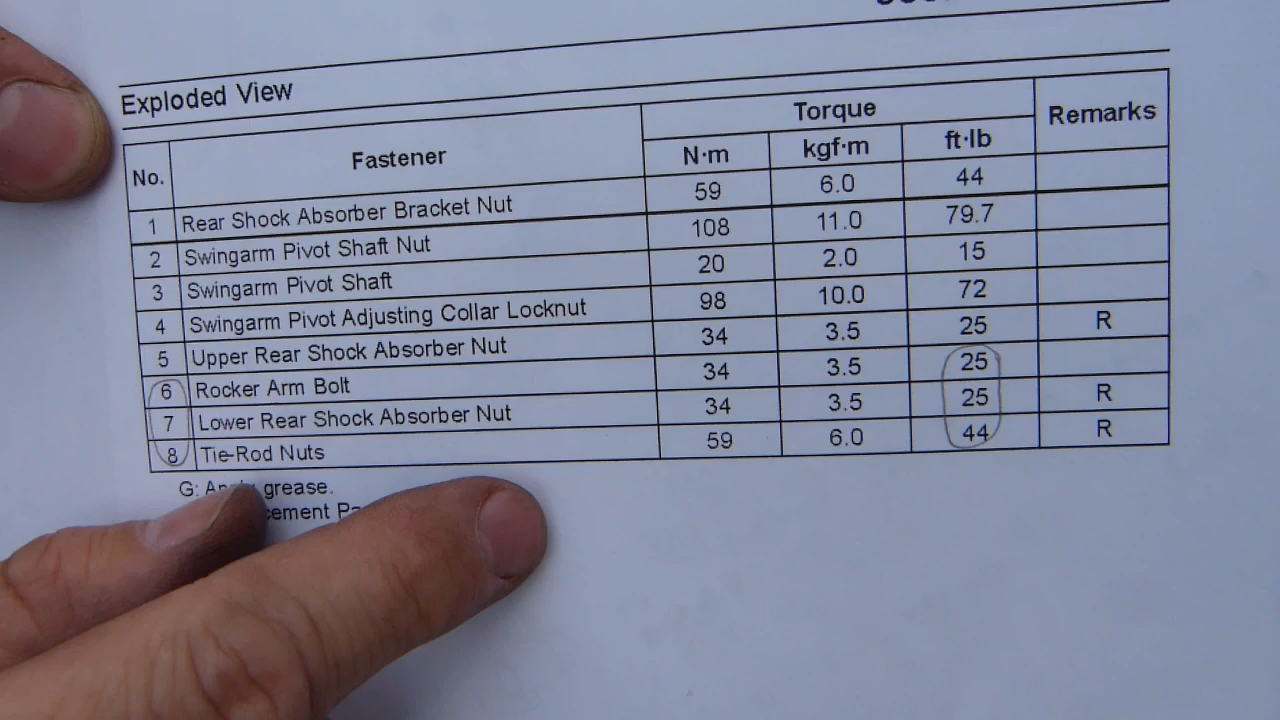 Exploded View
No. Fastener Torque Remarks
N·m kgf·m ft·lb
1 Rear Shock Absorber Bracket Nut 59 6.0 44
2 Swingarm Pivot Shaft Nut 108 11.0 79.7
3 Swingarm Pivot Shaft 20 2.0 15
4 Swingarm Pivot Adjusting Collar Locknut 98 10.0 72
5 Upper Rear Shock Absorber Nut 34 3.5 25 R
6 Rocker Arm Bolt 34 3.5 25
7 Lower Rear Shock Absorber Nut 34 3.5 25 R
8 Tie-Rod Nuts 59 6.0 44 R
G: grease.